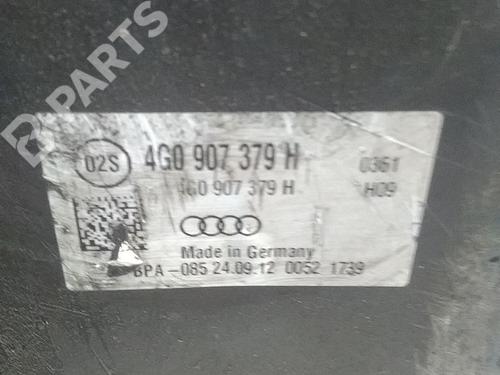 B-PARTS
02S
4G0 907 379 H 0361
4G0 907 379 H H09
Made in Germany
BPA-085 24.09.12 0052 1739